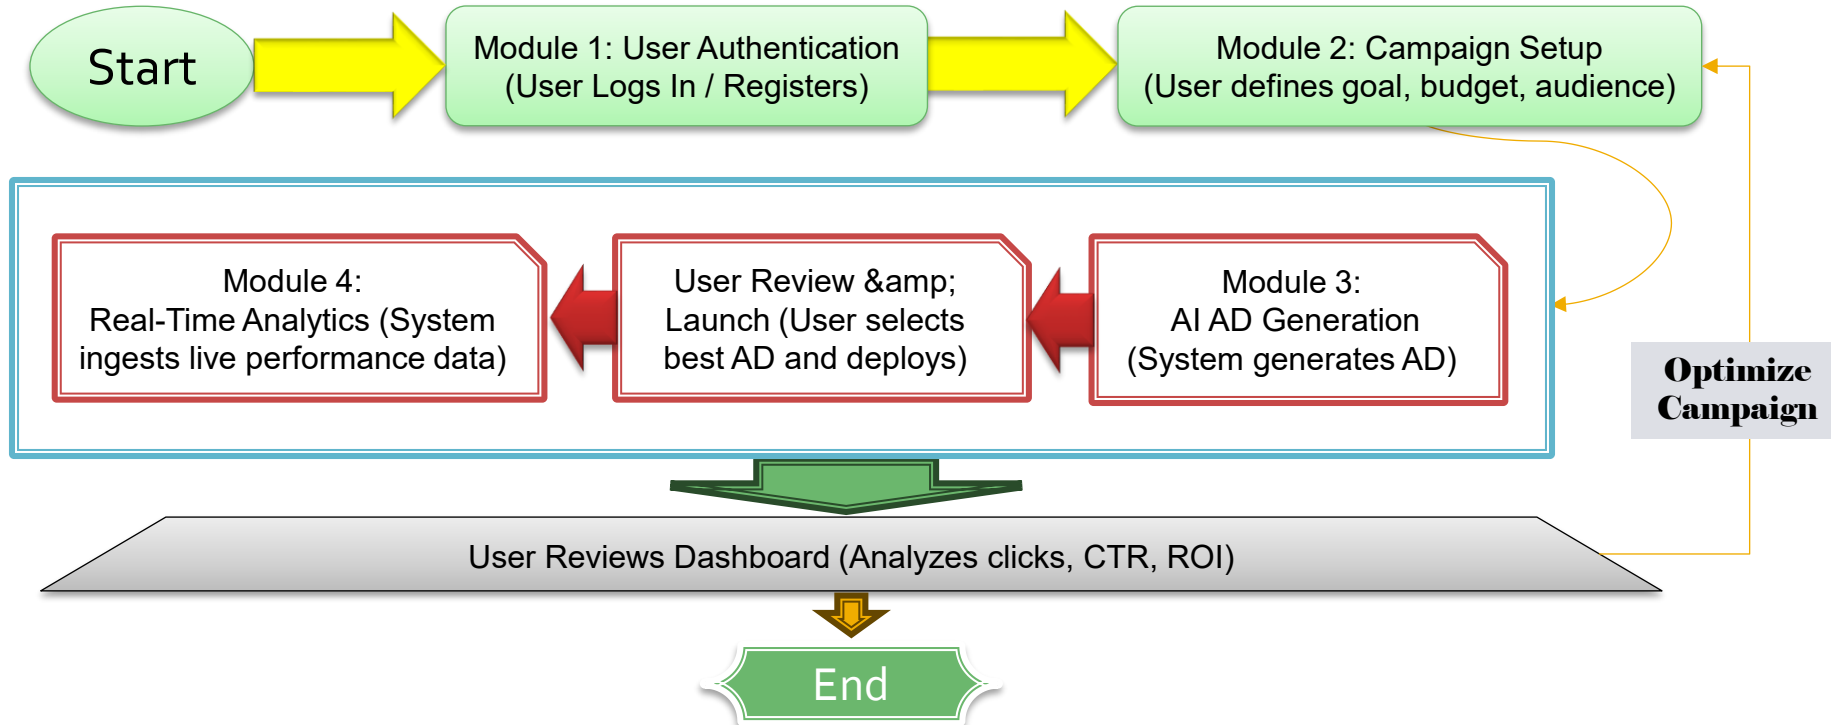 Start
Module 1: User Authentication
(User Logs In / Registers)
Module 2: Campaign Setup
(User defines goal, budget, audience)
Module 3:
AI AD Generation
(System generates AD)
User Review &amp;
Launch (User selects
best AD and deploys)
Module 4:
Real-Time Analytics (System
ingests live performance data)
Optimize
Campaign
User Reviews Dashboard (Analyzes clicks, CTR, ROI)
End